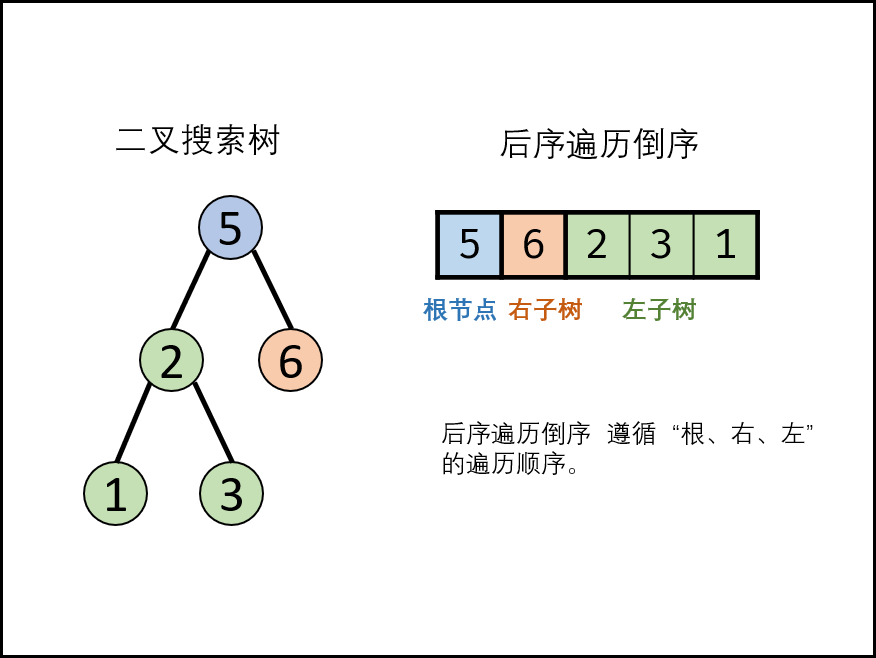 二叉搜索树
后序遍历倒序
5
2
6
1
3
5 6 2 3 1
根节点 右子树 左子树
后序遍历倒序 遵循 “根、右、左”
的遍历顺序。